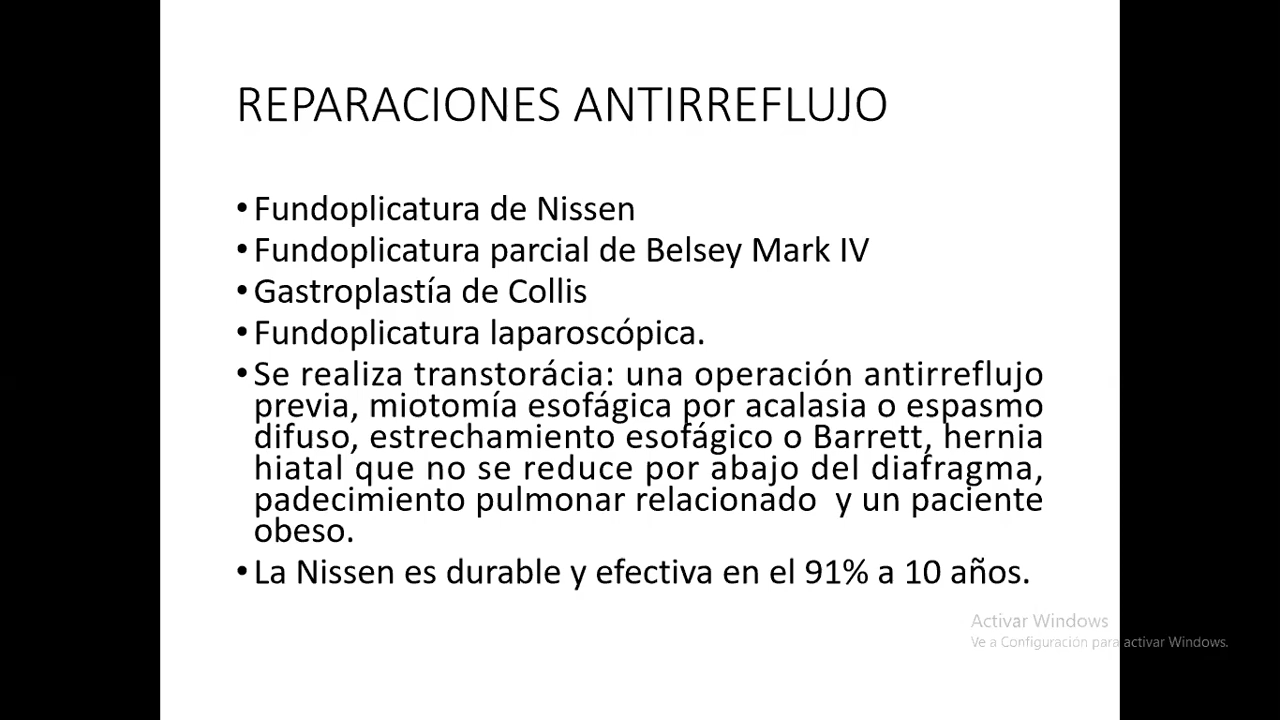 REPARACIONES ANTIRREFLUJO
•Fundoplicatura de Nissen
•Fundoplicatura parcial de Belsey Mark IV
•Gastroplastía de Collis
•Fundoplicatura laparoscópica.
•Se realiza transtorácia: una operación antirreflujo
previa, miotomía esofágica por acalasia o espasmo
difuso, estrechamiento esofágico o Barrett, hernia
hiatal que no se reduce por abajo del diafragma,
padecimiento pulmonar relacionado y un paciente
obeso.
•La Nissen es durable y efectiva en el 91% a 10 años.
Activar Windows
Ve a Configuración para activar Windows.